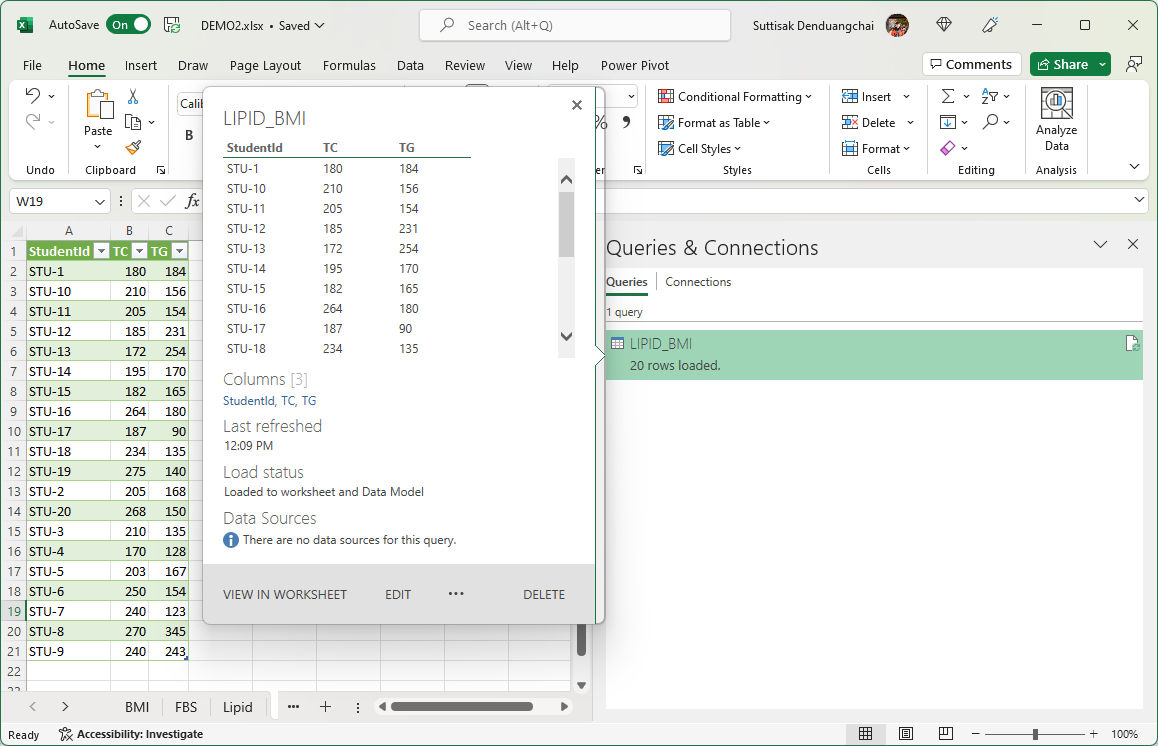 AutoSave On DEMO2.xlsx • Saved Search (Alt+Q) Suttisak Denduangchai
File Home Insert Draw Page Layout Formulas Data Review View Help Power Pivot Comments Share
Undo
Paste
Clipboard
Calib
B
%
Conditional Formatting
Format as Table
Cell Styles
Styles
Insert
Delete
Format
Cells
Editing
Analyze
Data
Analysis
W19 fx
A B C
1 StudentId TC TG
2 STU-1 180 184
3 STU-10 210 156
4 STU-11 205 154
5 STU-12 185 231
6 STU-13 172 254
7 STU-14 195 170
8 STU-15 182 165
9 STU-16 264 180
10 STU-17 187 90
11 STU-18 234 135
12 STU-19 275 140
13 STU-2 205 168
14 STU-20 268 150
15 STU-3 210 135
16 STU-4 170 128
17 STU-5 203 167
18 STU-6 250 154
19 STU-7 240 123
20 STU-8 270 345
21 STU-9 240 243
22
LIPID_BMI
StudentId TC TG
STU-1 180 184
STU-10 210 156
STU-11 205 154
STU-12 185 231
STU-13 172 254
STU-14 195 170
STU-15 182 165
STU-16 264 180
STU-17 187 90
STU-18 234 135
Columns [3]
StudentId, TC, TG
Last refreshed
12:09 PM
Load status
Loaded to worksheet and Data Model
Data Sources
There are no data sources for this query.
VIEW IN WORKSHEET EDIT ••• DELETE
Queries & Connections
Queries Connections
1 query
LIPID_BMI
20 rows loaded.
BMI FBS Lipid
Ready Accessibility: Investigate 100%